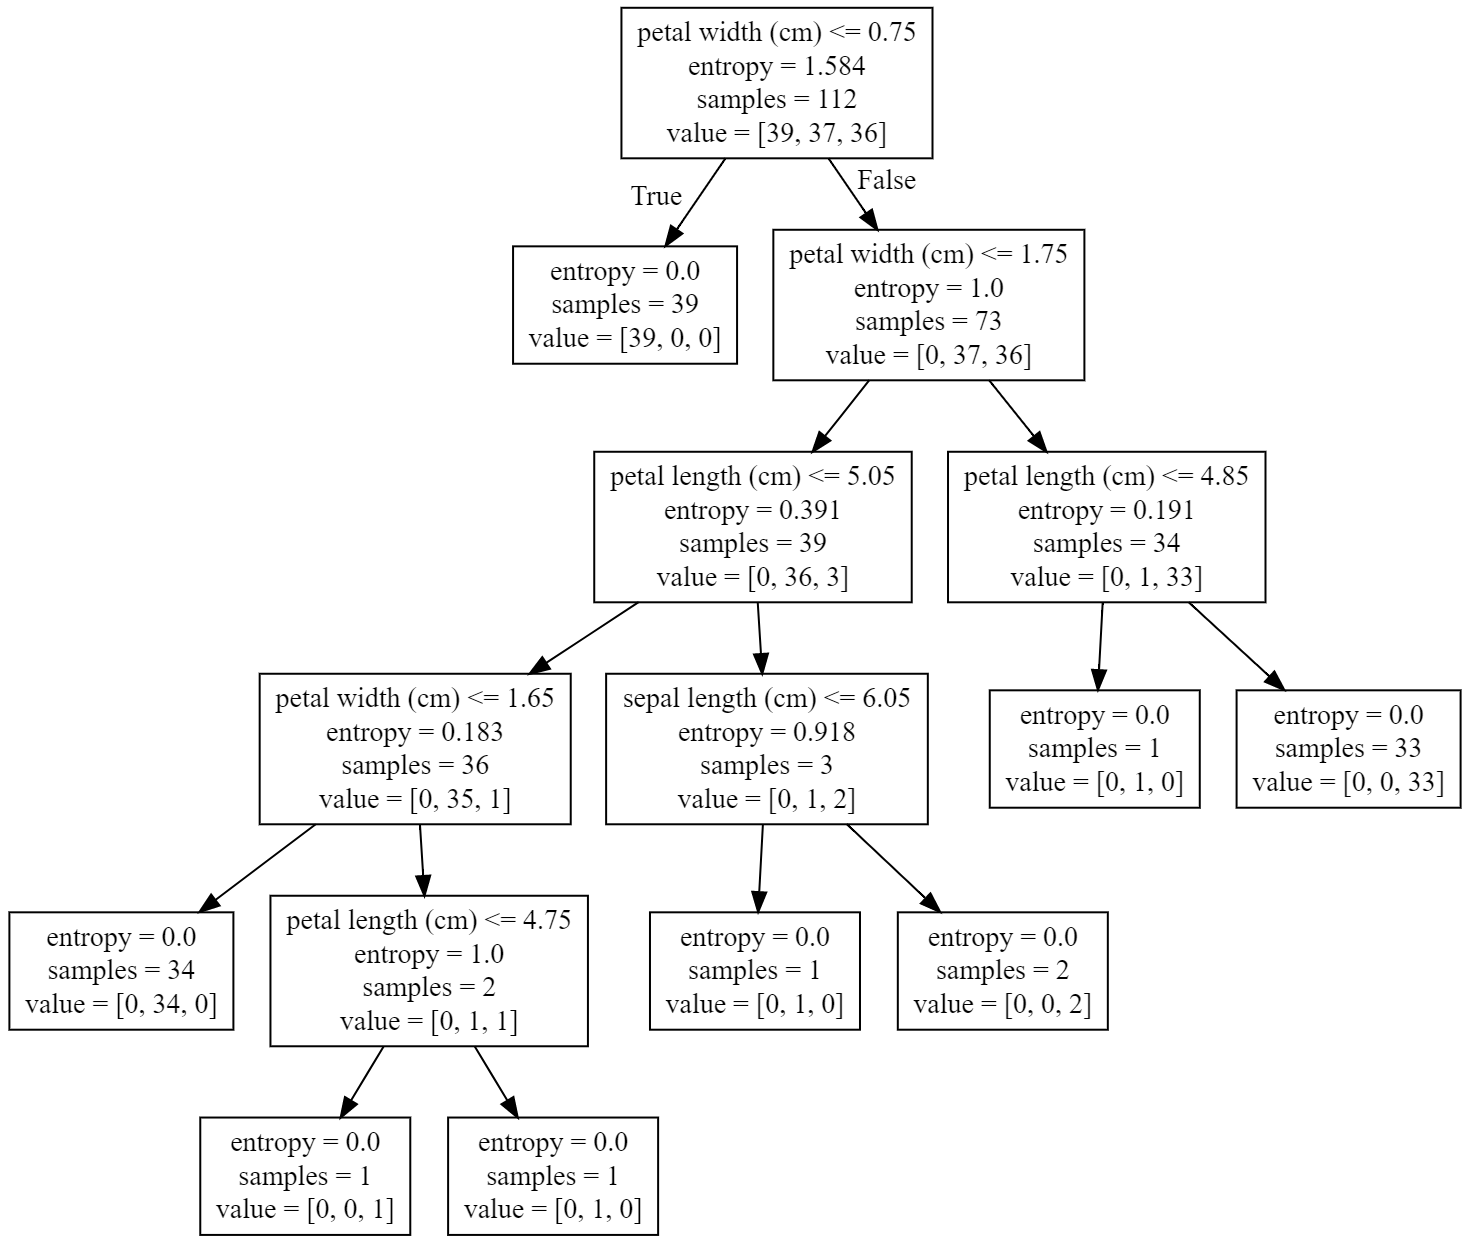 petal width (cm) <= 0.75
entropy = 1.584
samples = 112
value = [39, 37, 36]
True
False
entropy = 0.0
samples = 39
value = [39, 0, 0]
petal width (cm) <= 1.75
entropy = 1.0
samples = 73
value = [0, 37, 36]
petal length (cm) <= 5.05
entropy = 0.391
samples = 39
value = [0, 36, 3]
petal length (cm) <= 4.85
entropy = 0.191
samples = 34
value = [0, 1, 33]
petal width (cm) <= 1.65
entropy = 0.183
samples = 36
value = [0, 35, 1]
sepal length (cm) <= 6.05
entropy = 0.918
samples = 3
value = [0, 1, 2]
entropy = 0.0
samples = 1
value = [0, 1, 0]
entropy = 0.0
samples = 33
value = [0, 0, 33]
entropy = 0.0
samples = 34
value = [0, 34, 0]
petal length (cm) <= 4.75
entropy = 1.0
samples = 2
value = [0, 1, 1]
entropy = 0.0
samples = 1
value = [0, 1, 0]
entropy = 0.0
samples = 2
value = [0, 0, 2]
entropy = 0.0
samples = 1
value = [0, 0, 1]
entropy = 0.0
samples = 1
value = [0, 1, 0]